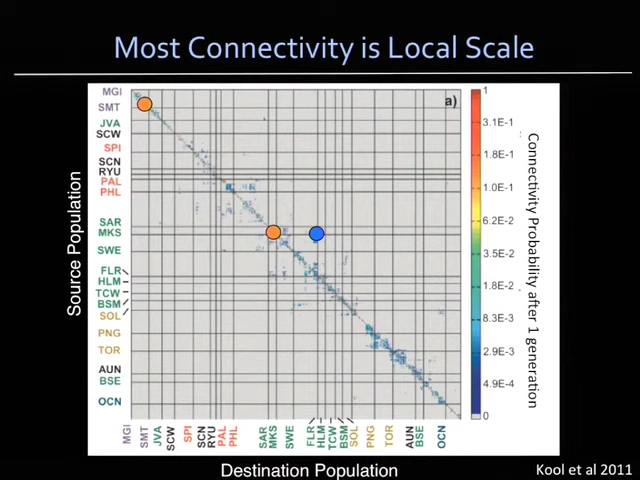 Most Connectivity is Local Scale
a)
MGI
SMT
JVA
SCW
SPI
SCN
RYU
PAL
PHL
SAR
MKS
SWE
FLR
HLM
TCW
BSM
SOL
PNG
TOR
AUN
BSE
OCN
Source Population
1
3.1E-1
1.8E-1
1.0E-1
6.2E-2
3.5E-2
1.8E-2
8.3E-3
2.9E-3
4.9E-4
0
Connectivity Probability after 1 generation
MGI SMT JVA SCW SPI SCN RYU PAL PHL SAR MKS SWE FLR HLM TCW BSM SOL PNG TOR AUN BSE OCN
Destination Population
Kool et al 2011